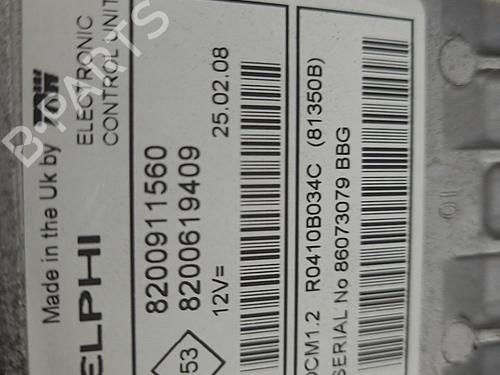 Made in the Uk by TRW
ELPHI
ELECTRONIC
CONTROL UNIT
8200911560
8200619409
25.02.08
12V=
53
DCM1.2 R0410B034C (81350B)
SERIAL No 86073079 BBG
B-PARTS